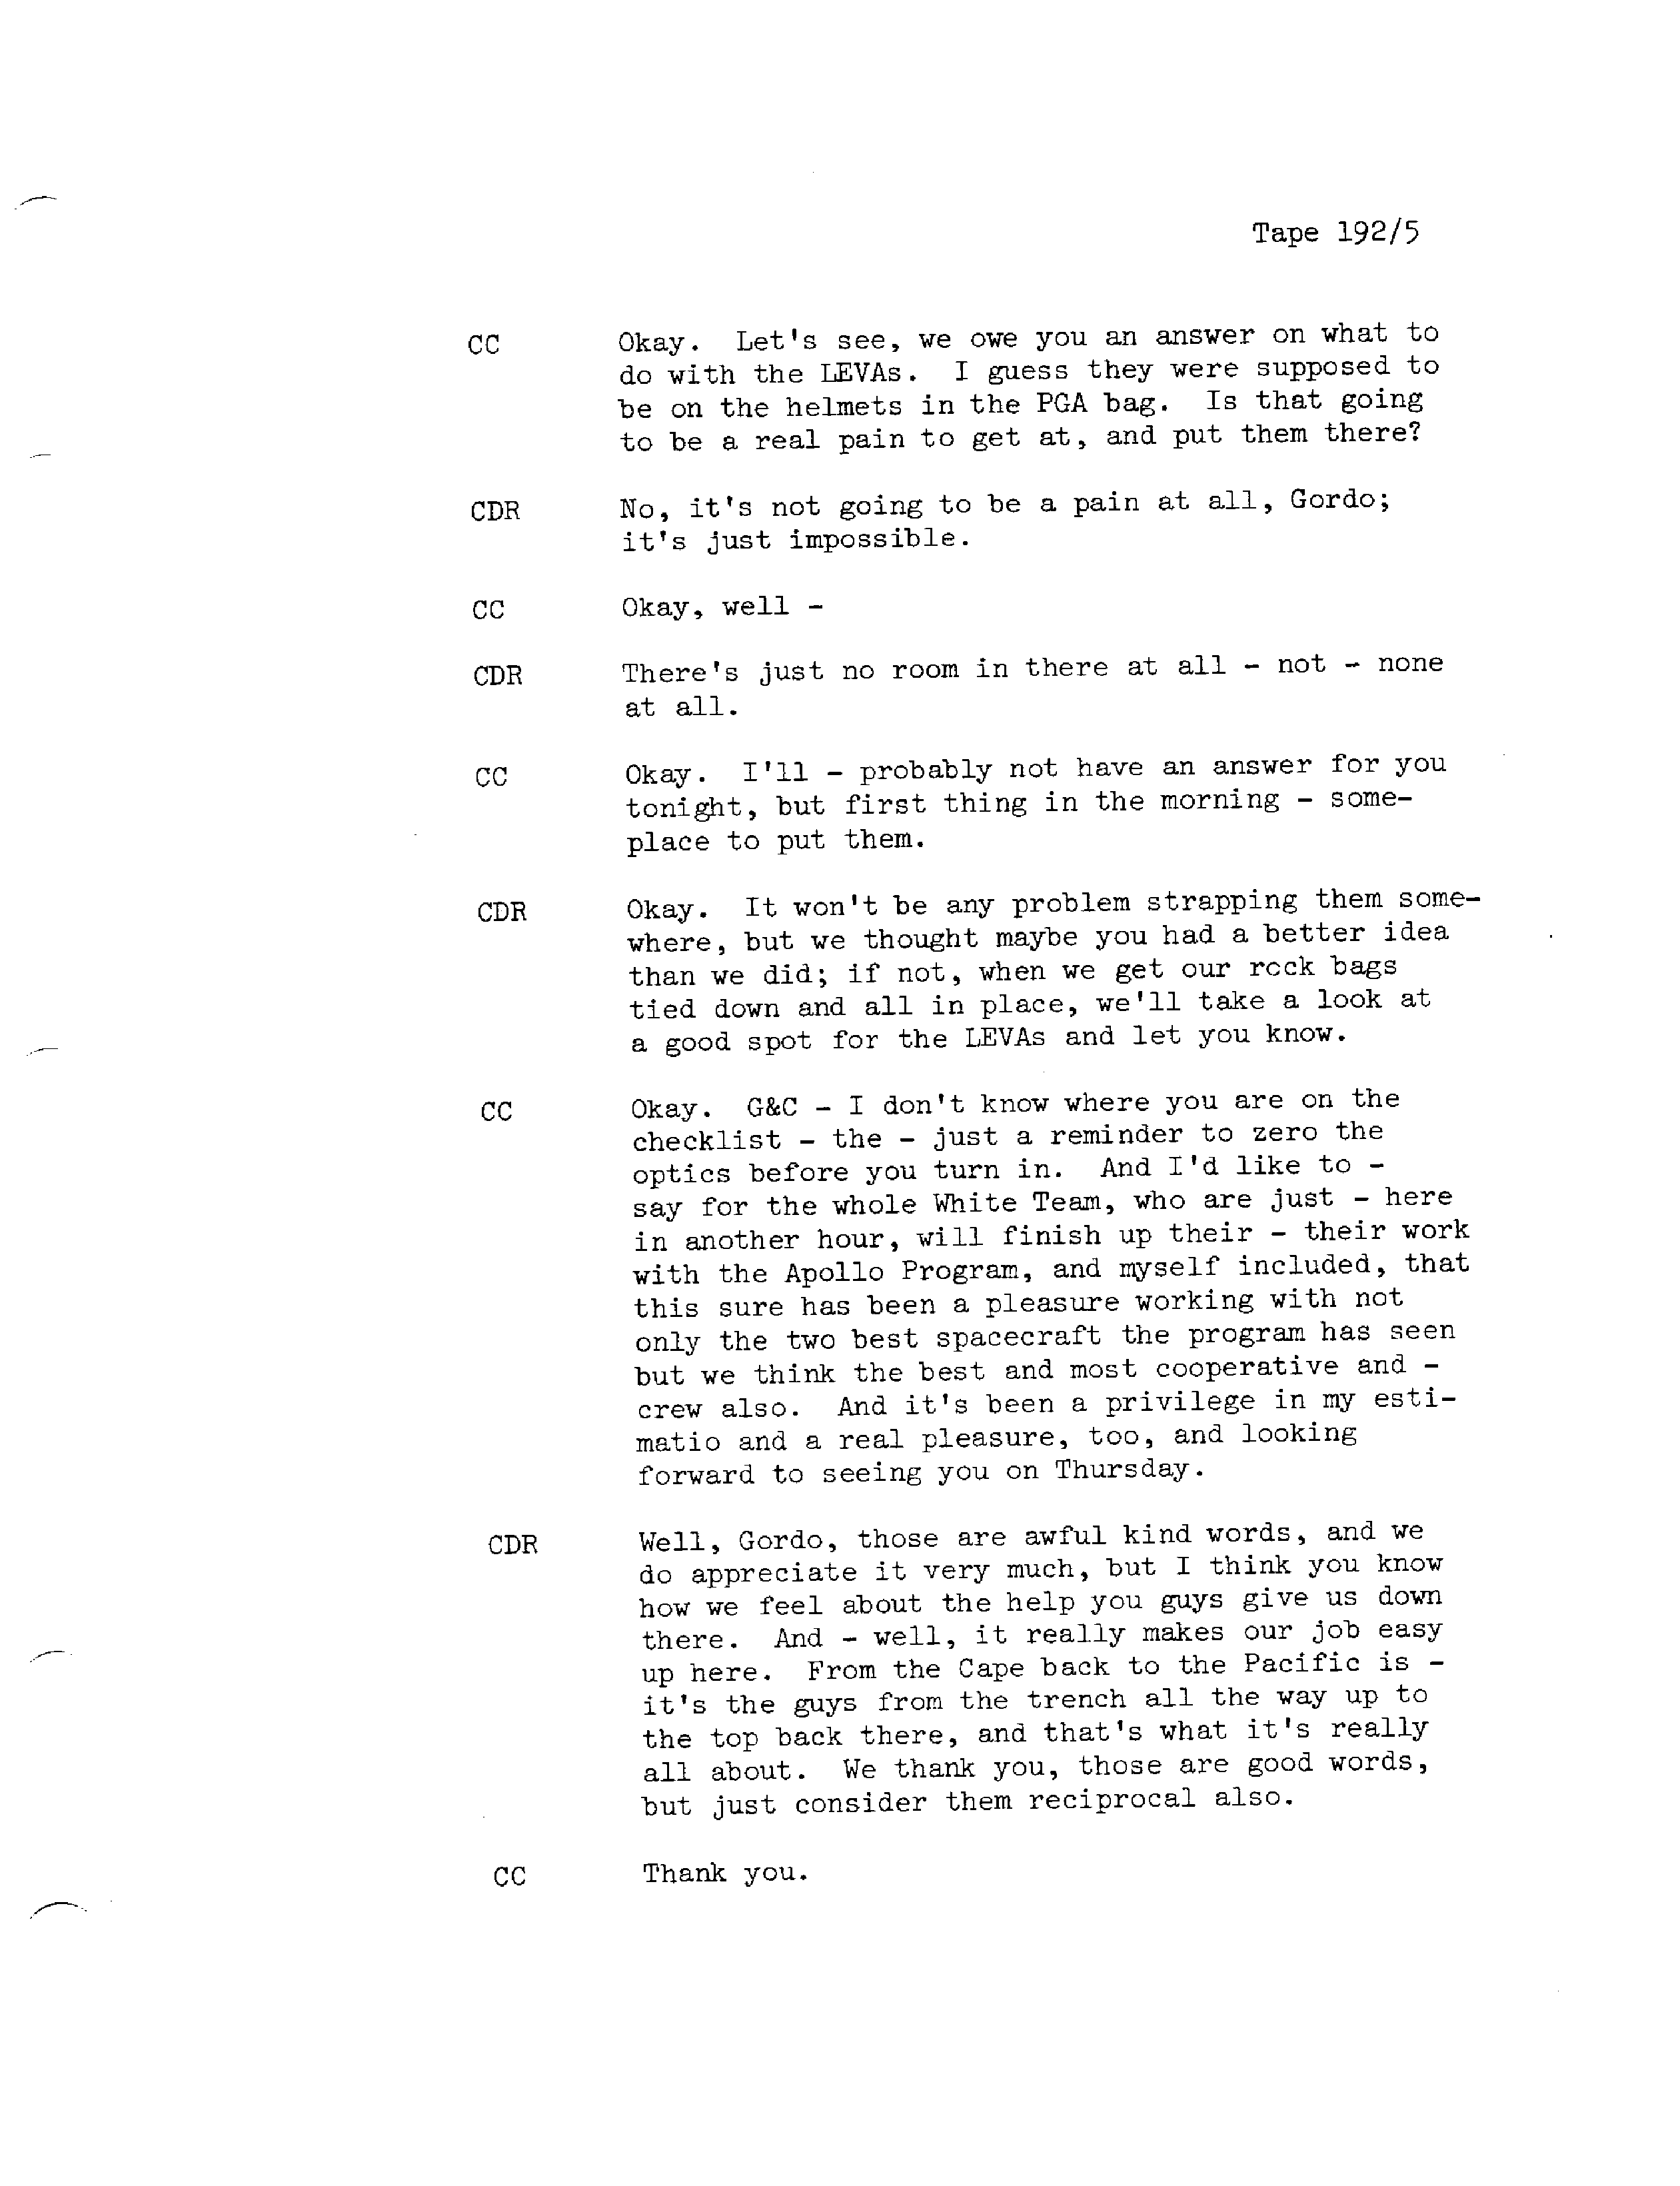 Tape 192/5
CC Okay. Let's see, we owe you an answer on what to
do with the LEVAs. I guess they were supposed to
be on the helmets in the PGA bag. Is that going
to be a real pain to get at, and put them there?
CDR No, it's not going to be a pain at all, Gordo;
it's just impossible.
CC Okay, well -
CDR There's just no room in there at all - not - none
at all.
CC Okay. I'll - probably not have an answer for you
tonight, but first thing in the morning - some-
place to put them.
CDR Okay. It won't be any problem strapping them some-
where, but we thought maybe you had a better idea
than we did; if not, when we get our rcck bags
tied down and all in place, we'll take a look at
a good spot for the LEVAs and let you know.
CC Okay. G&C - I don't know where you are on the
checklist - the - just a reminder to zero the
optics before you turn in. And I'd like to -
say for the whole White Team, who are just - here
in another hour, will finish up their - their work
with the Apollo Program, and myself included, that
this sure has been a pleasure working with not
only the two best spacecraft the program has seen
but we think the best and most cooperative and -
crew also. And it's been a privilege in my esti-
matio and a real pleasure, too, and looking
forward to seeing you on Thursday.
CDR Well, Gordo, those are awful kind words, and we
do appreciate it very much, but I think you know
how we feel about the help you guys give us down
there. And - well, it really makes our job easy
up here. From the Cape back to the Pacific is -
it's the guys from the trench all the way up to
the top back there, and that's what it's really
all about. We thank you, those are good words,
but just consider them reciprocal also.
CC Thank you.